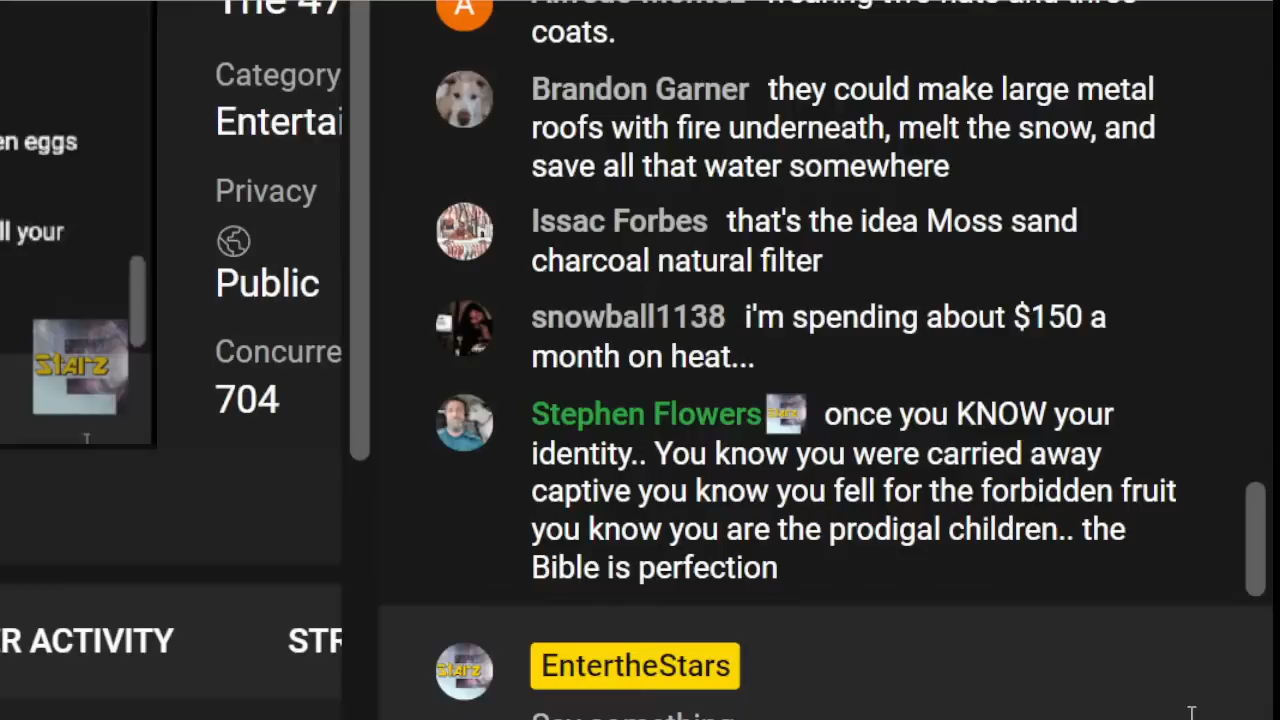 The 47
Category
Entertai
Privacy
Public
Concurre
704
en eggs
ll your
Starz
R ACTIVITY
STR
A
coats.
Brandon Garner they could make large metal
roofs with fire underneath, melt the snow, and
save all that water somewhere
Issac Forbes that's the idea Moss sand
charcoal natural filter
snowball1138 i'm spending about $150 a
month on heat...
Stephen Flowers once you KNOW your
identity.. You know you were carried away
captive you know you fell for the forbidden fruit
you know you are the prodigal children.. the
Bible is perfection
Starz
EntertheStars